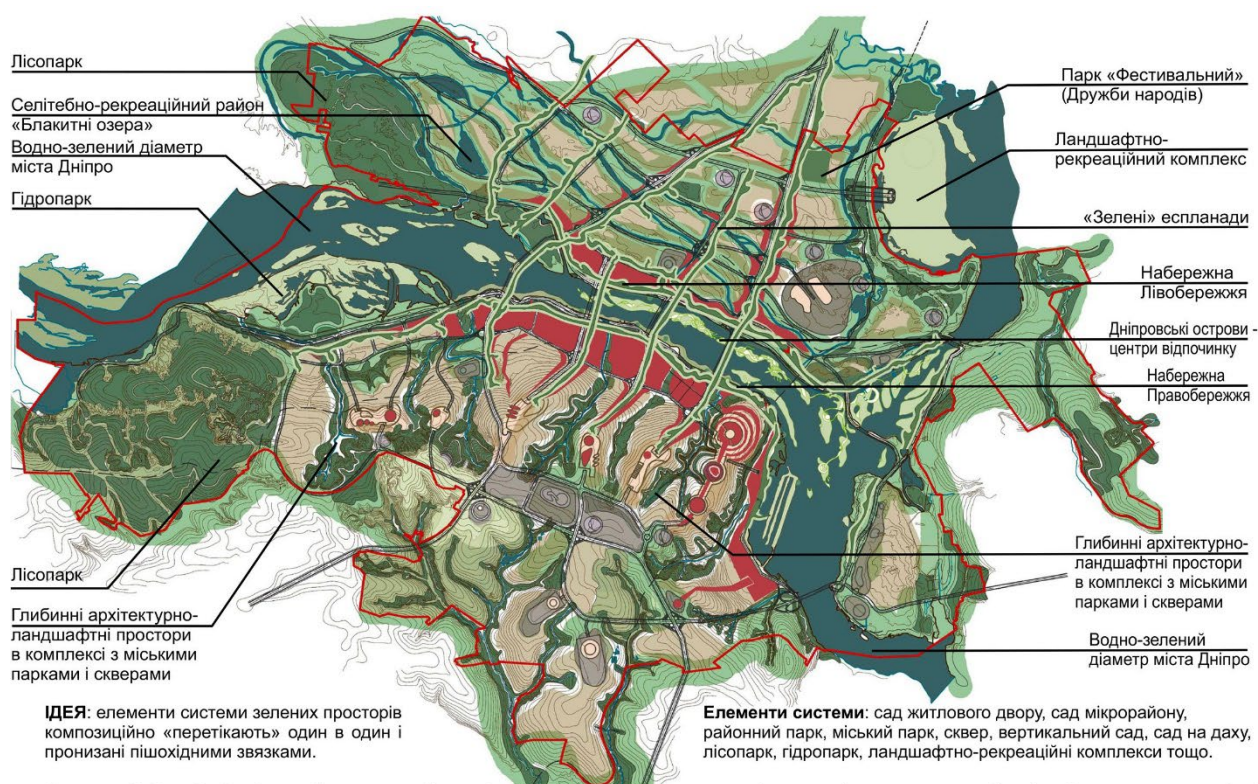 Лісопарк
Селітебно-рекреаційний район
«Блакитні озера»
Водно-зелений діаметр
міста Дніпро
Гідропарк
Лісопарк
Глибинні архітектурно-
ландшафтні простори
в комплексі з міськими
парками і скверами
Парк «Фестивальний»
(Дружби народів)
Ландшафтно-
рекреаційний комплекс
«Зелені» еспланади
Набережна
Лівобережжя
Дніпровські острови -
центри відпочинку
Набережна
Правобережжя
Глибинні архітектурно-
ландшафтні простори
в комплексі з міськими
парками і скверами
Водно-зелений
діаметр міста Дніпро
ІДЕЯ: елементи системи зелених просторів
композиційно «перетікають» один в один і
пронизані пішохідними звязками.
Елементи системи: сад житлового двору, сад мікрорайону,
районний парк, міський парк, сквер, вертикальний сад, сад на даху,
лісопарк, гідропарк, ландшафтно-рекреаційні комплекси тощо.